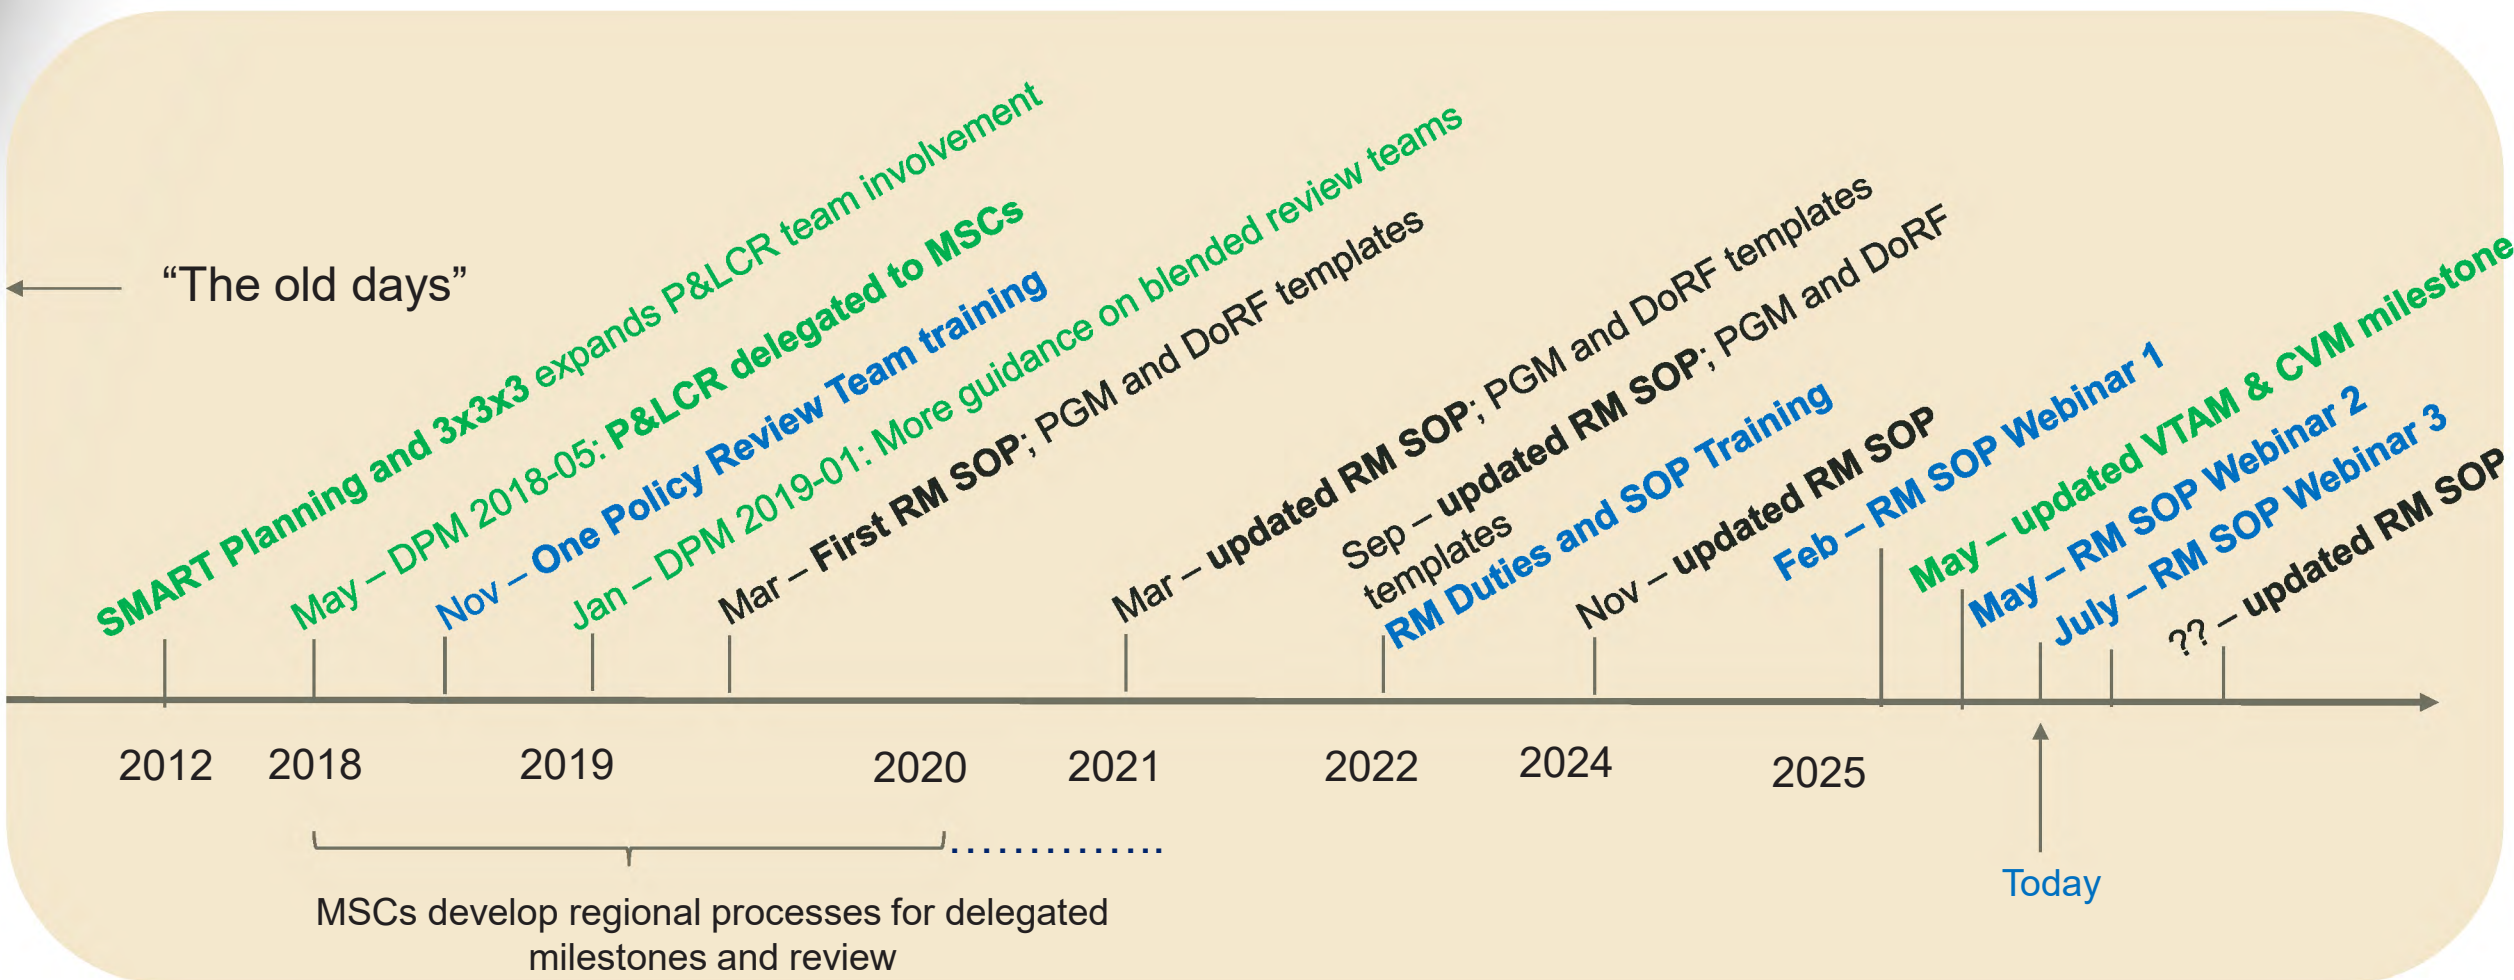 “The old days”
SMART Planning and 3x3x3 expands P&LCR team involvement
May – DPM 2018-05: P&LCR delegated to MSCs
Nov – One Policy Review Team training
Jan – DPM 2019-01: More guidance on blended review teams
Mar – First RM SOP; PGM and DoRF templates
Mar – updated RM SOP; PGM and DoRF templates
Sep – updated RM SOP; PGM and DoRF
templates
RM Duties and SOP Training
Nov – updated RM SOP
Feb – RM SOP Webinar 1
May – updated VTAM & CVM milestone
May – RM SOP Webinar 2
July – RM SOP Webinar 3
?? – updated RM SOP
2012 2018 2019 2020 2021 2022 2024 2025
Today
MSCs develop regional processes for delegated
milestones and review